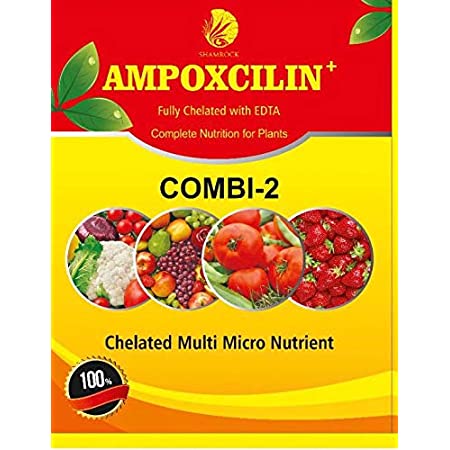 SHAMROCK
AMPOXCILIN+
Fully Chelated with EDTA
Complete Nutrition for Plants
COMBI-2
Chelated Multi Micro Nutrient
100%